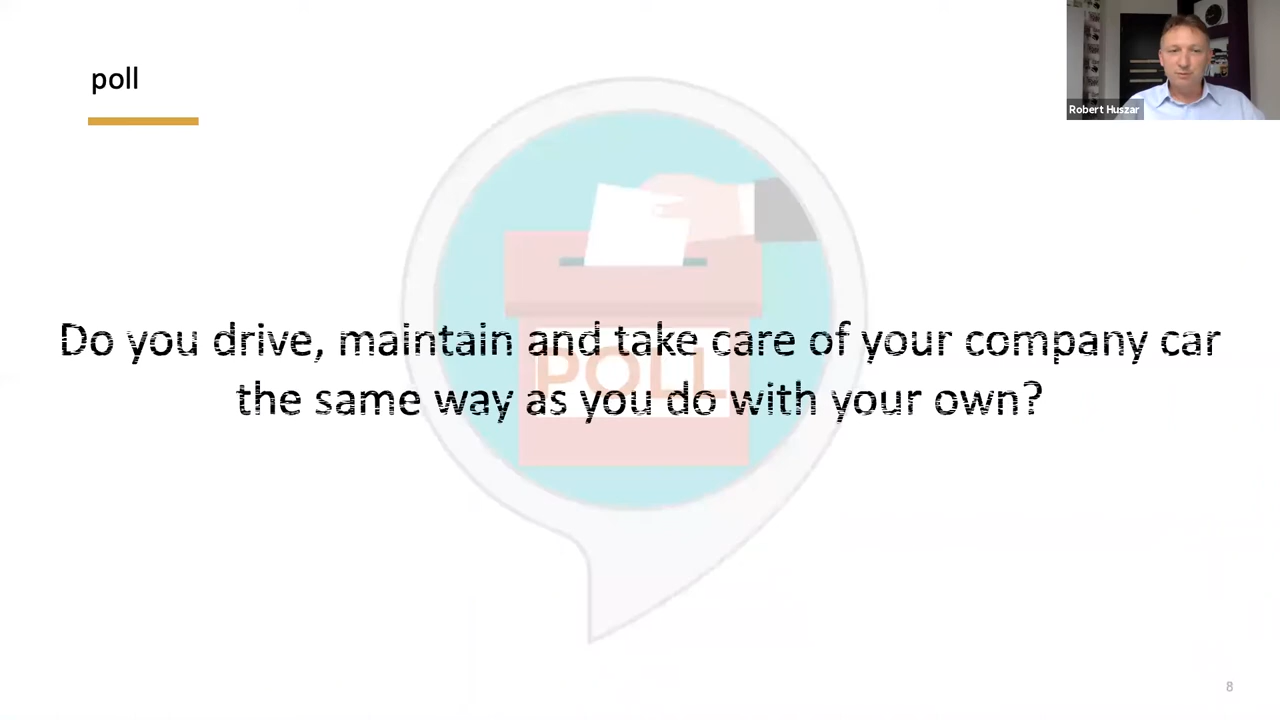 poll
Robert Huszar
POLL
Do you drive, maintain and take care of your company car
the same way as you do with your own?
8